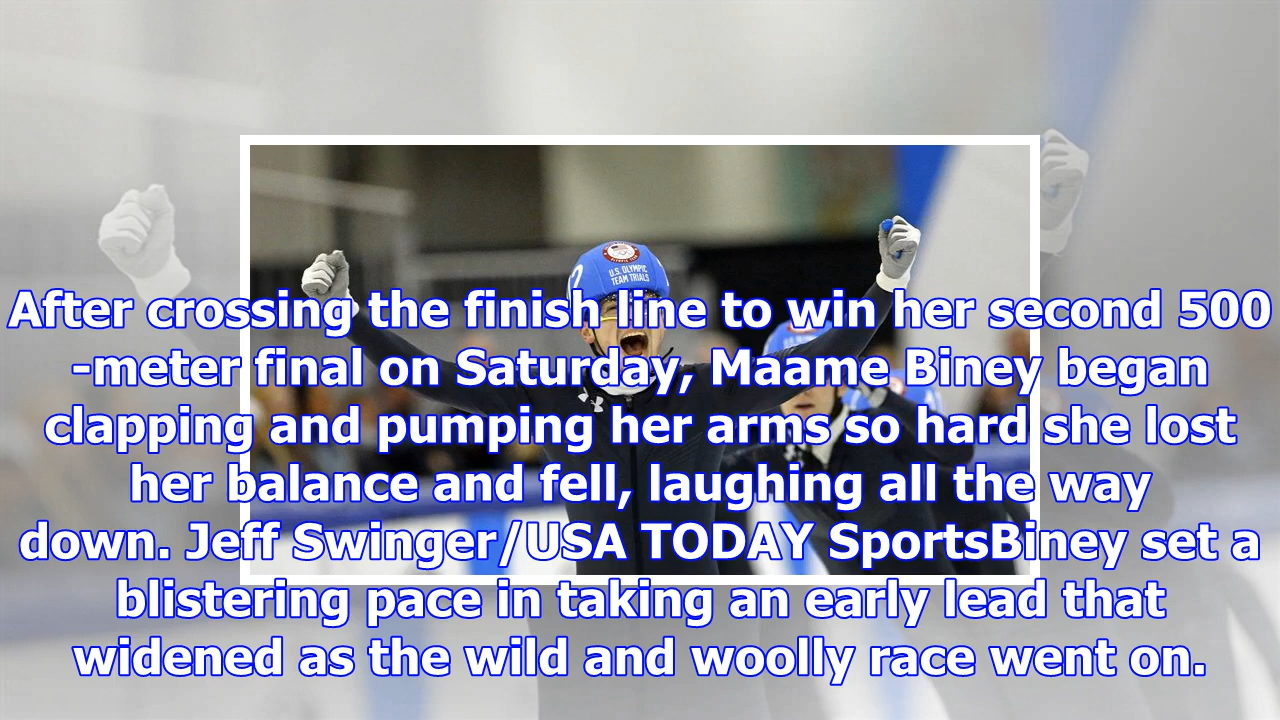 U.S. OLYMPIC
TEAM TRIALS
After crossing the finish line to win her second 500
-meter final on Saturday, Maame Biney began
clapping and pumping her arms so hard she lost
her balance and fell, laughing all the way
down. Jeff Swinger/USA TODAY SportsBiney set a
blistering pace in taking an early lead that
widened as the wild and woolly race went on.